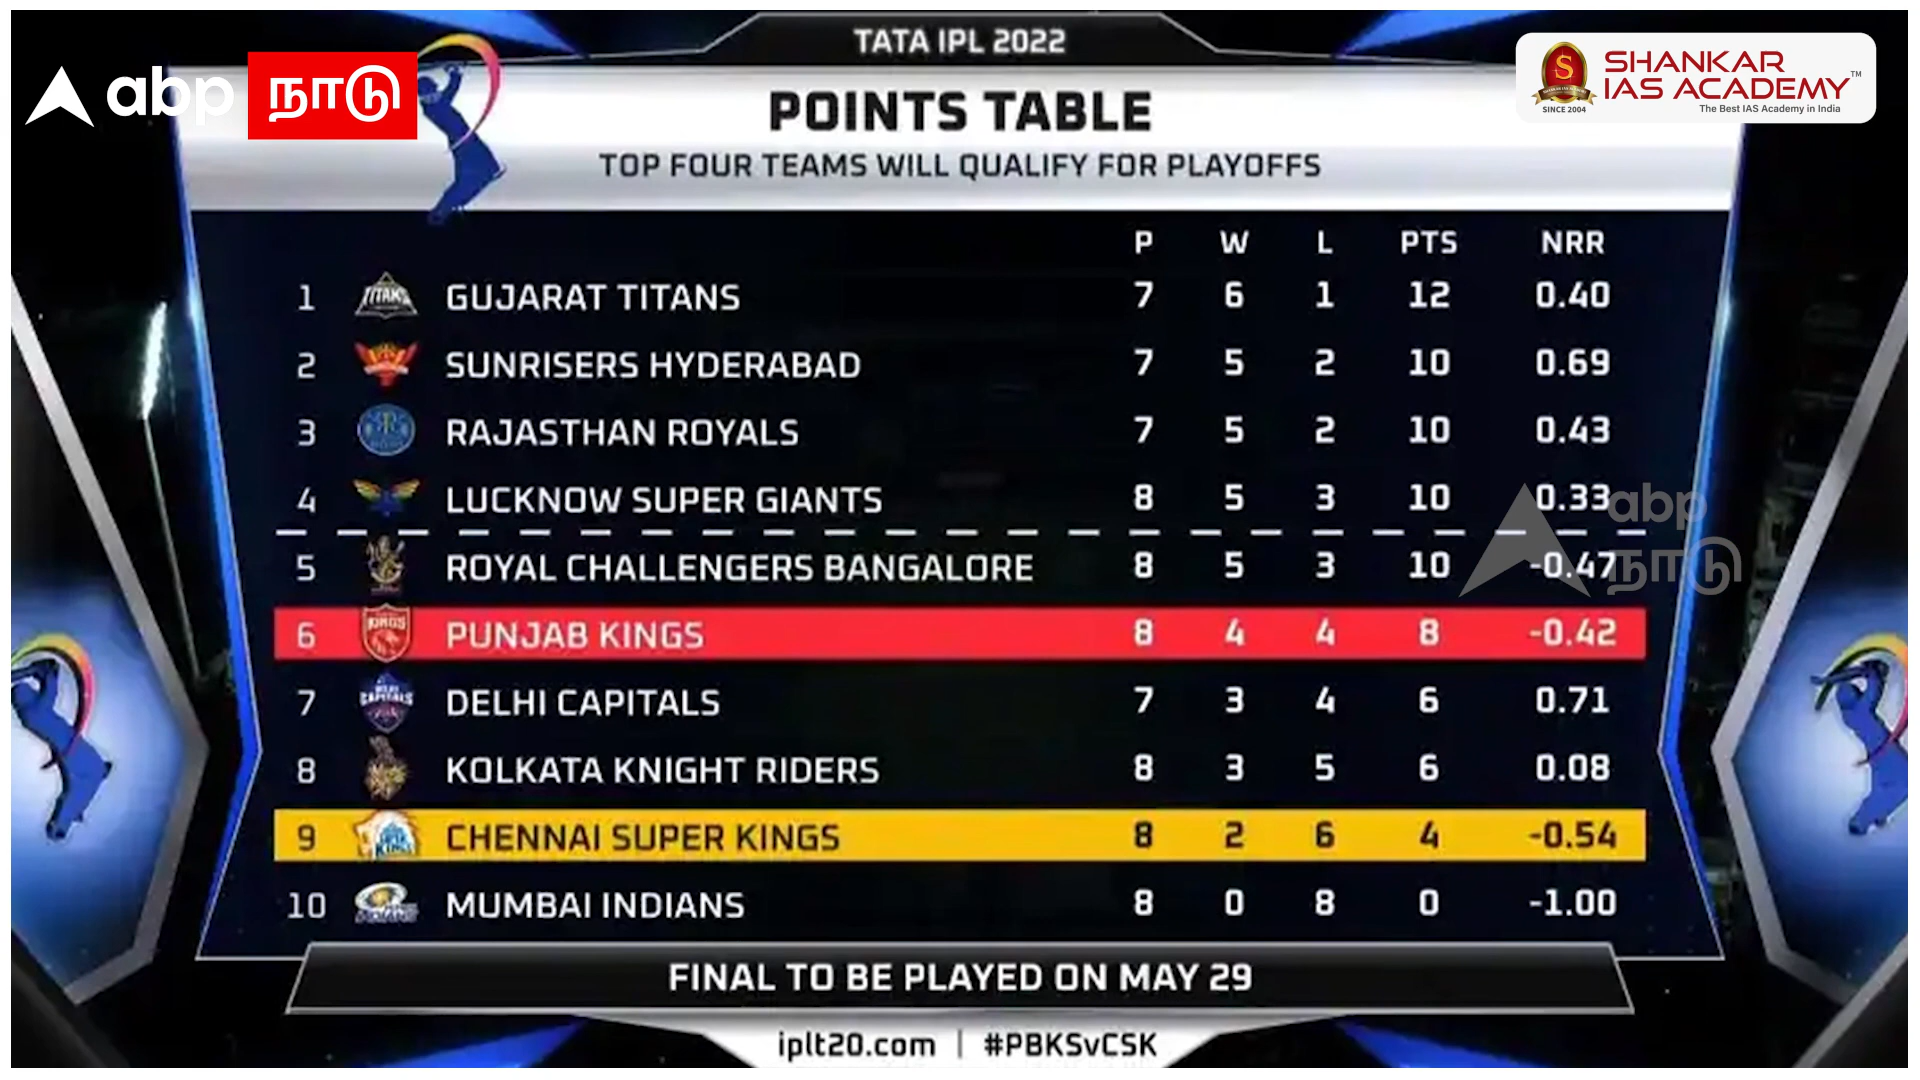 TATA IPL 2022
abp நாடு
SHANKAR
IAS ACADEMY™
The Best IAS Academy in India
S
SINCE 2004
POINTS TABLE
TOP FOUR TEAMS WILL QUALIFY FOR PLAYOFFS
P W L PTS NRR
1 TITANS GUJARAT TITANS 7 6 1 12 0.40
2 SUNRISERS HYDERABAD 7 5 2 10 0.69
3 RAJASTHAN ROYALS 7 5 2 10 0.43
4 LUCKNOW SUPER GIANTS 8 5 3 10 0.33
abp
நாடு
5 ROYAL CHALLENGERS BANGALORE 8 5 3 10 -0.47
6 KINGS PUNJAB KINGS 8 4 4 8 -0.42
7 CAPITALS DELHI CAPITALS 7 3 4 6 0.71
8 KOLKATA KNIGHT RIDERS 8 3 5 6 0.08
9 CHENNAI SUPER KINGS 8 2 6 4 -0.54
10 MUMBAI INDIANS 8 0 8 0 -1.00
FINAL TO BE PLAYED ON MAY 29
iplt20.com | #PBKSvCSK